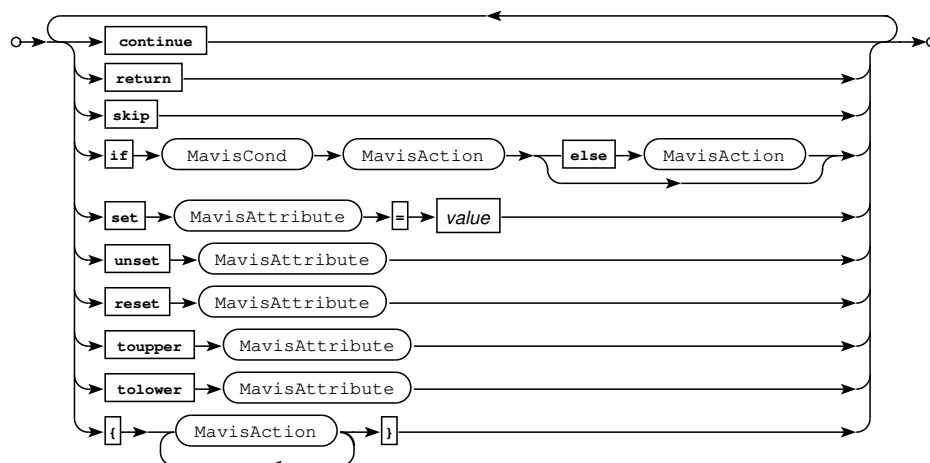 continue
return
skip
if MavisCond MavisAction else MavisAction
set MavisAttribute = value
unset MavisAttribute
reset MavisAttribute
toupper MavisAttribute
tolower MavisAttribute
{ MavisAction }